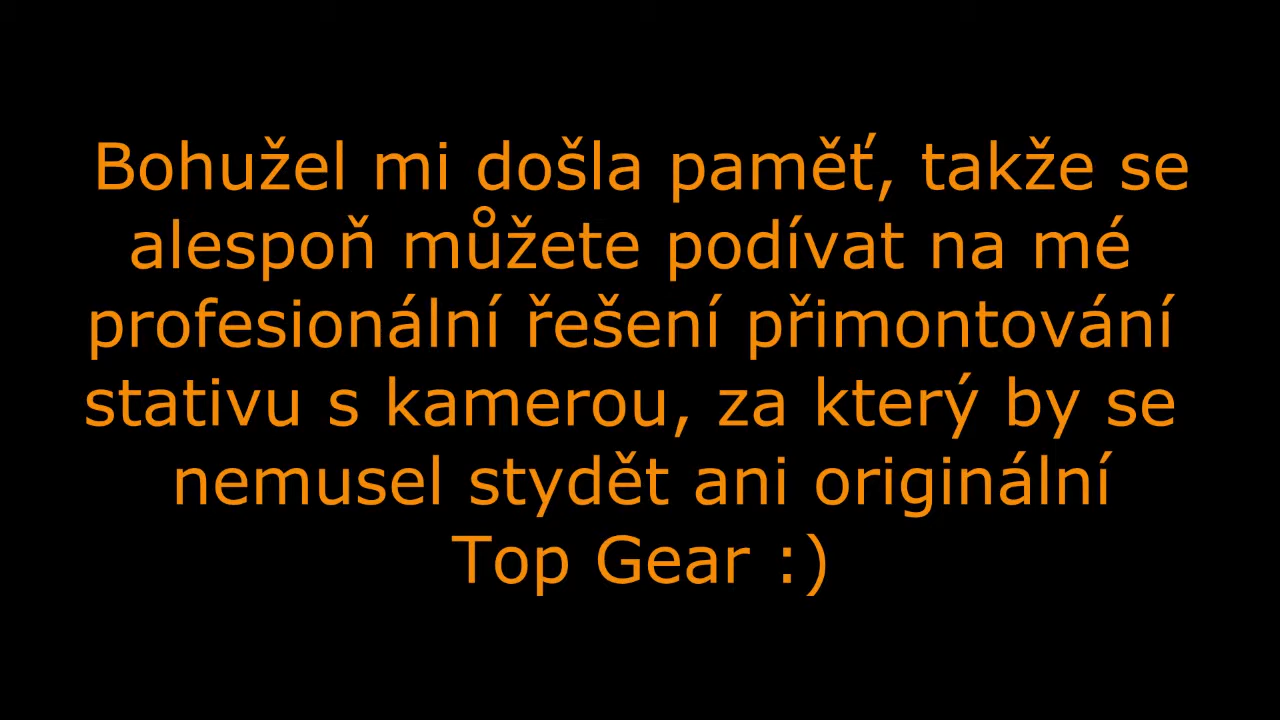 Bohužel mi došla paměť, takže se
alespoň můžete podívat na mé
profesionální řešení přimontování
stativu s kamerou, za který by se
nemusel stydět ani originální
Top Gear :)